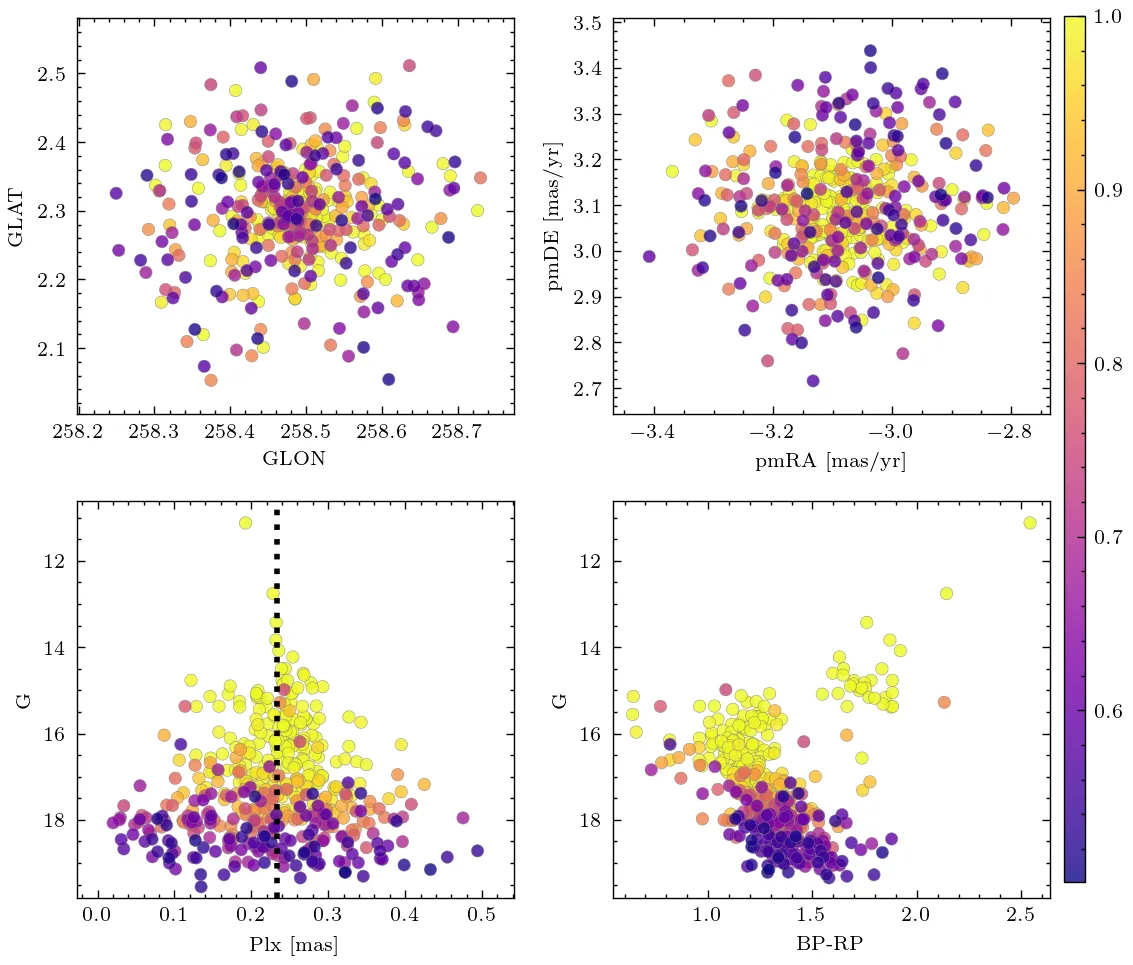 2.5
2.4
2.3
2.2
2.1
GLAT
258.2 258.3 258.4 258.5 258.6 258.7
GLON
3.5
3.4
3.3
3.2
3.1
3.0
2.9
2.8
2.7
pmDE [mas/yr]
−3.4 −3.2 −3.0 −2.8
pmRA [mas/yr]
1.0
0.9
0.8
0.7
0.6
12
14
16
18
G
0.0 0.1 0.2 0.3 0.4 0.5
Plx [mas]
12
14
16
18
G
1.0 1.5 2.0 2.5
BP-RP